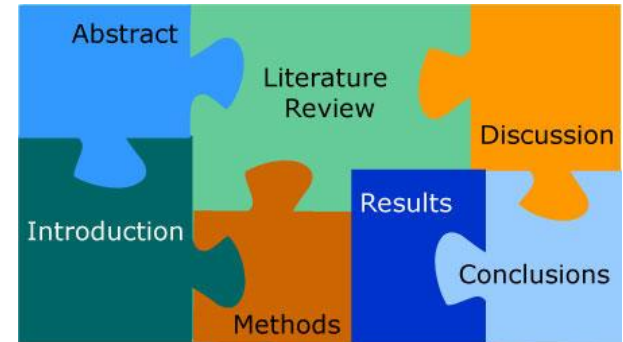 Abstract
Literature
Review
Discussion
Introduction
Results
Conclusions
Methods